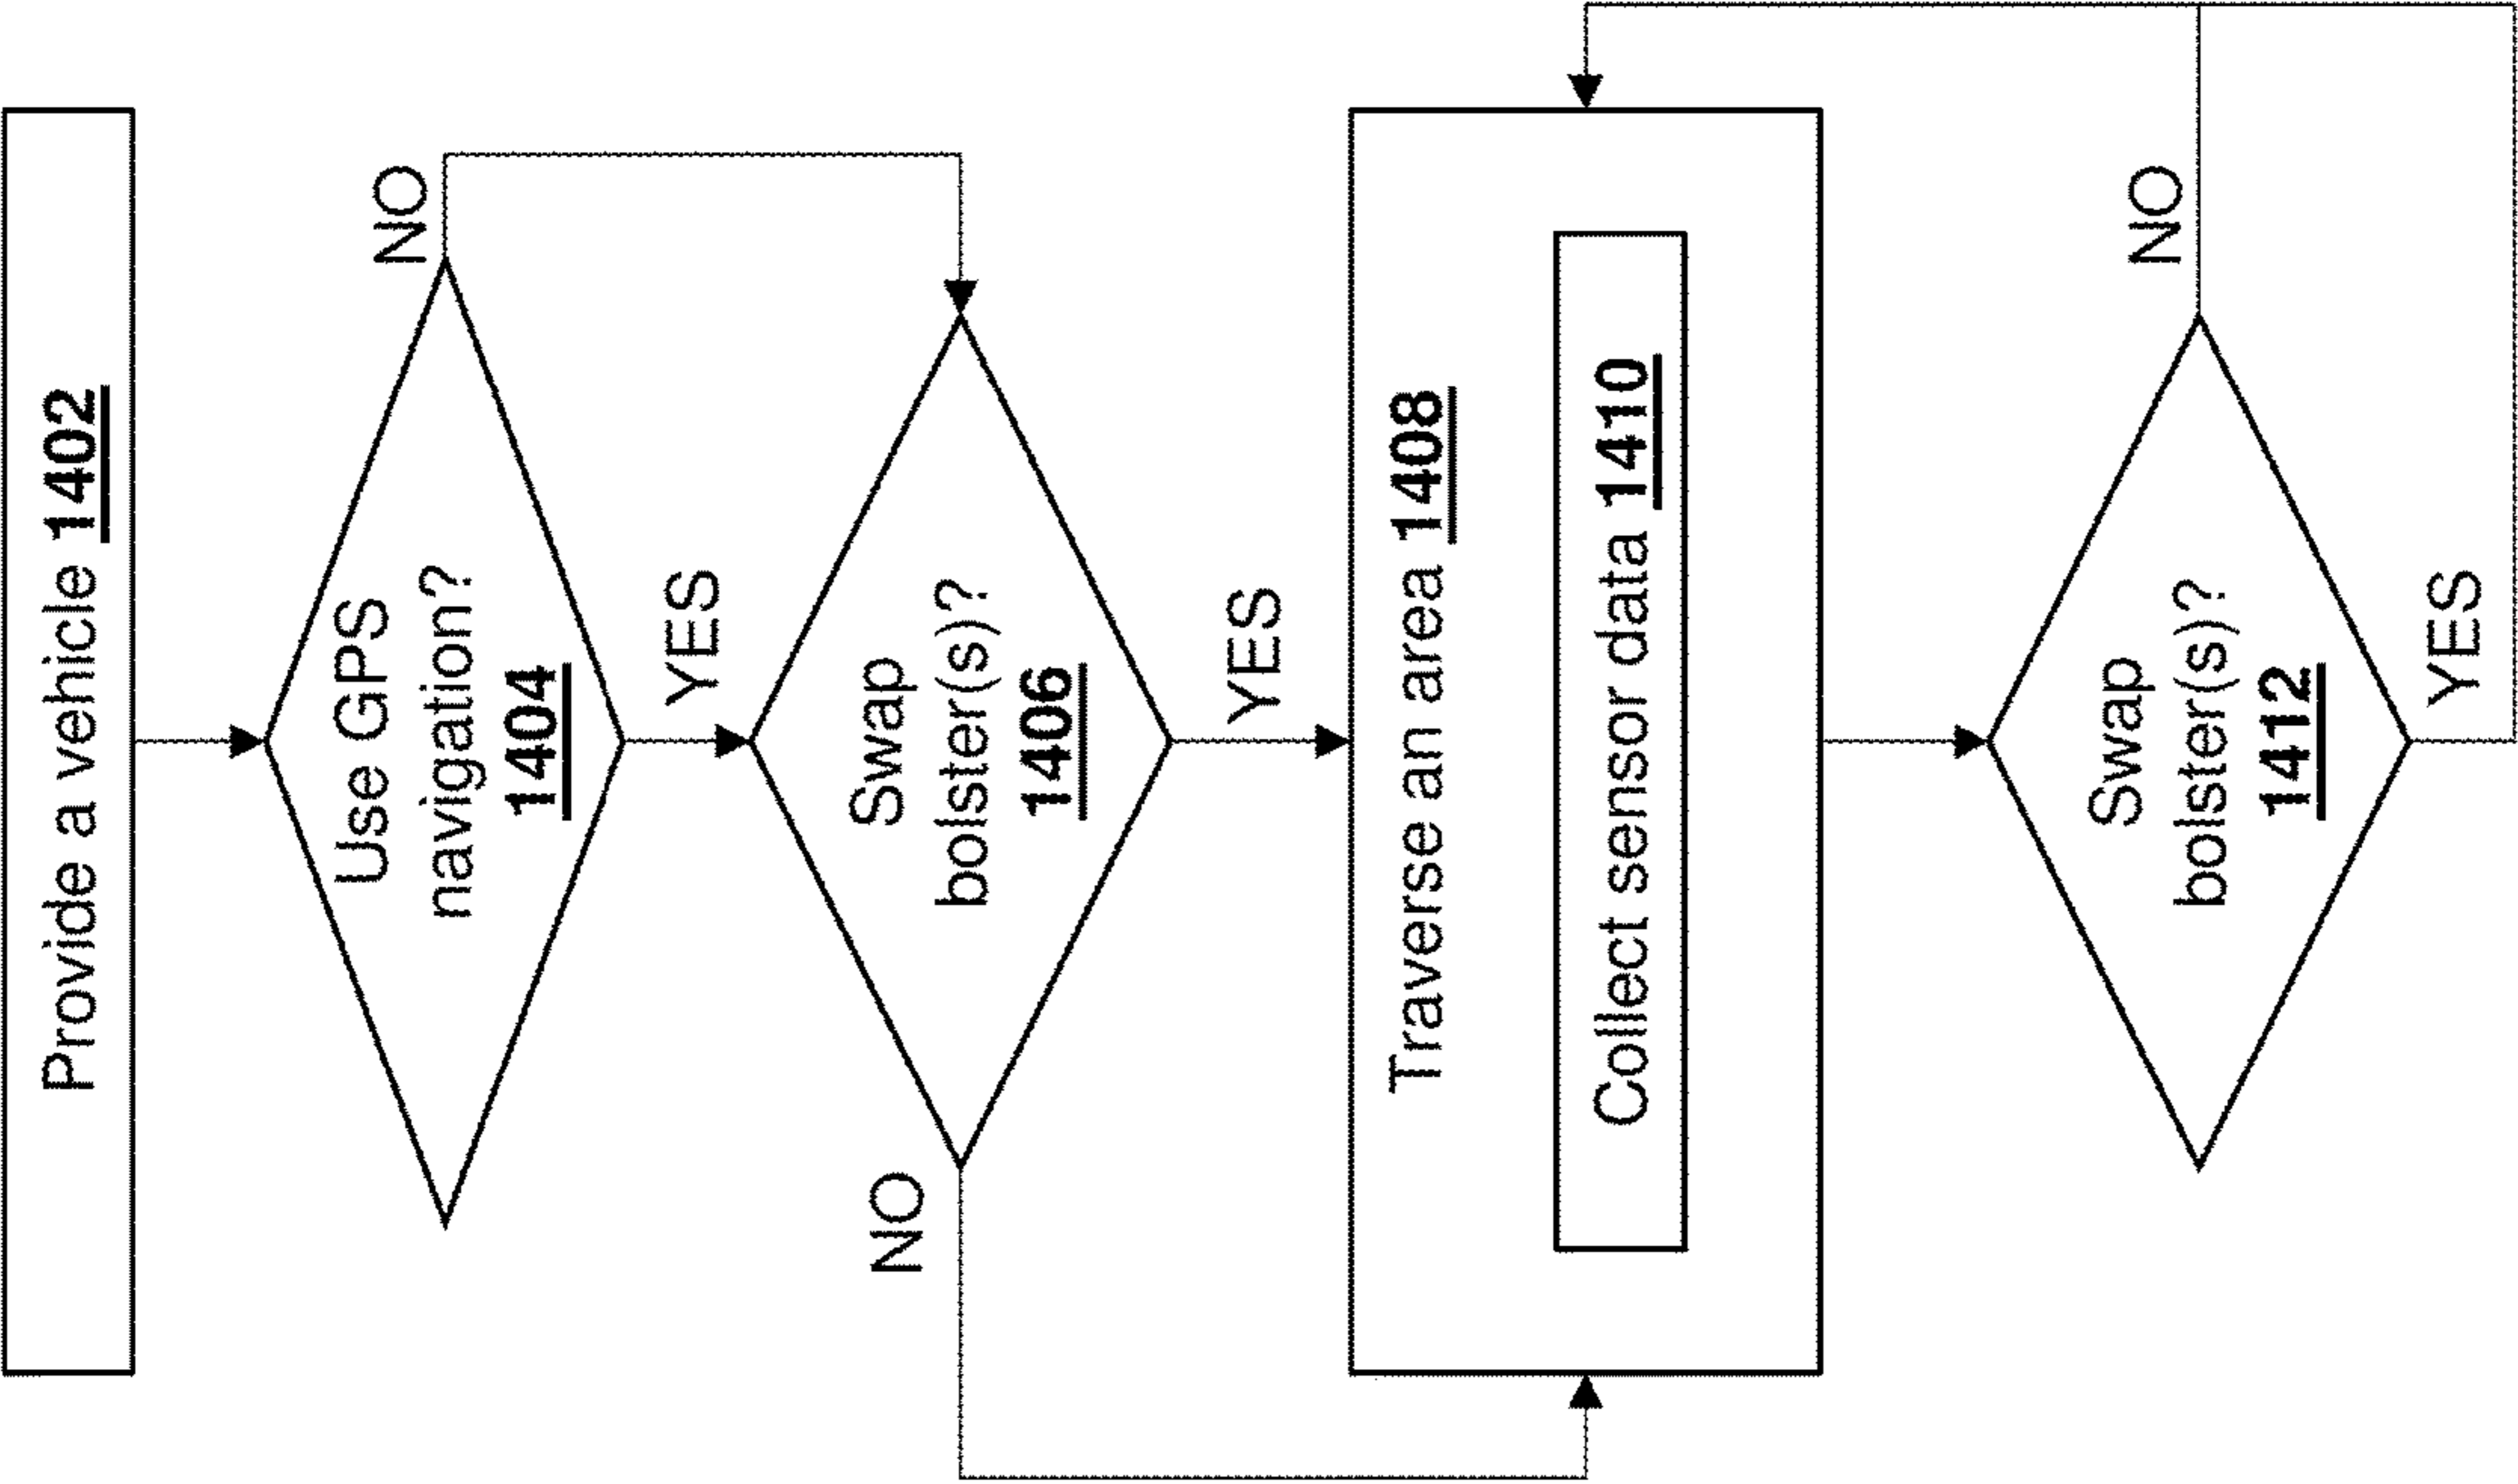 Provide a vehicle 1402
Use GPS
navigation?
1404
NO
YES
Swap
bolster(s)?
1406
NO
YES
Traverse an area 1408
Collect sensor data 1410
Swap
bolster(s)?
1412
NO
YES